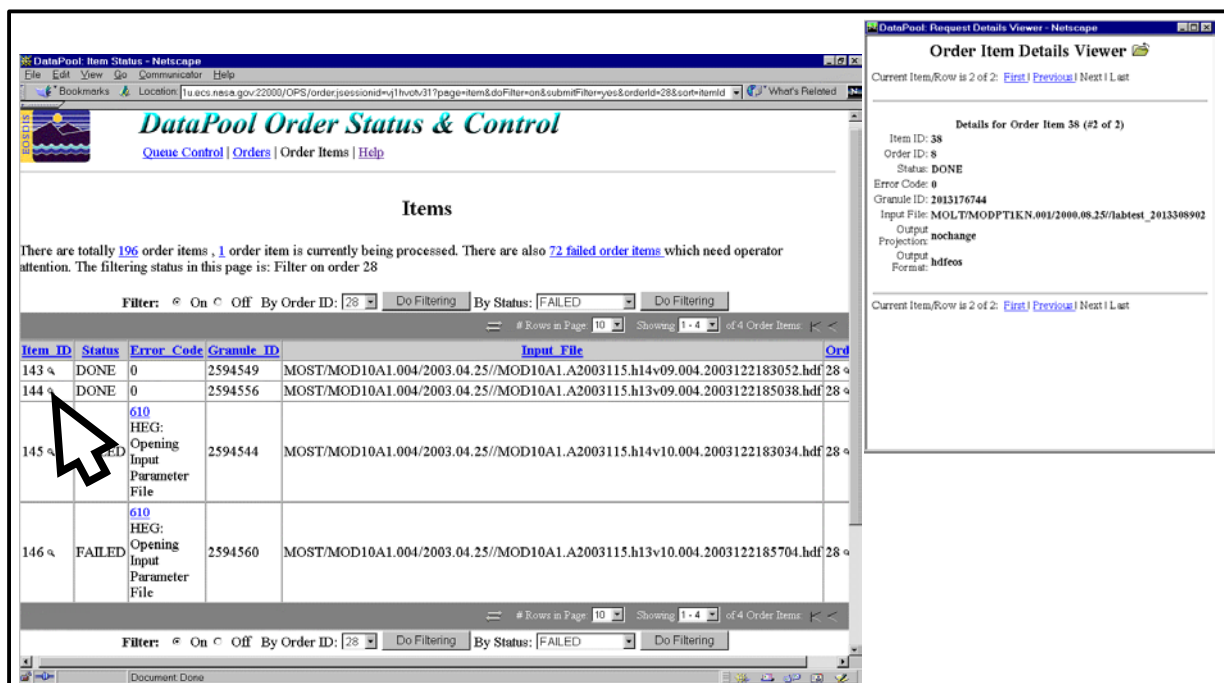 DataPool: Item Status - Netscape
File Edit View Go Communicator Help
Bookmarks Location: 1u.ecs.nasa.gov:22000/OPS/order;jsessionid=vj1hvotv31?page=item&doFilter=on&submitFilter=yes&orderId=28&sort=itemId What's Related
EOSDIS
DataPool Order Status & Control
Queue Control | Orders | Order Items | Help
Items
There are totally 196 order items , 1 order item is currently being processed. There are also 72 failed order items which need operator
attention. The filtering status in this page is: Filter on order 28
Filter: On Off By Order ID: 28 Do Filtering By Status: FAILED Do Filtering
# Rows in Page: 10 Showing 1 - 4 of 4 Order Items: |< <
Item_ID Status Error_Code Granule_ID Input_File Ord
143 DONE 0 2594549 MOST/MOD10A1.004/2003.04.25//MOD10A1.A2003115.h14v09.004.2003122183052.hdf 28
144 DONE 0 2594556 MOST/MOD10A1.004/2003.04.25//MOD10A1.A2003115.h13v09.004.2003122185038.hdf 28
610
HEG:
Opening
145 ED Input 2594544 MOST/MOD10A1.004/2003.04.25//MOD10A1.A2003115.h14v10.004.2003122183034.hdf 28
Parameter
File
610
HEG:
Opening
146 FAILED Input 2594560 MOST/MOD10A1.004/2003.04.25//MOD10A1.A2003115.h13v10.004.2003122185704.hdf 28
Parameter
File
# Rows in Page: 10 Showing 1 - 4 of 4 Order Items: |< <
Filter: On Off By Order ID: 28 Do Filtering By Status: FAILED Do Filtering
Document: Done
DataPool: Request Details Viewer - Netscape
Order Item Details Viewer
Current Item/Row is 2 of 2: First | Previous | Next | Last
Details for Order Item 38 (#2 of 2)
Item ID: 38
Order ID: 8
Status: DONE
Error Code: 0
Granule ID: 2013176744
Input File: MOLT/MODPT1KN.001/2000.08.25//labtest_2013308902
Output
Projection: nochange
Output
Format: hdfeos
Current Item/Row is 2 of 2: First | Previous | Next | Last